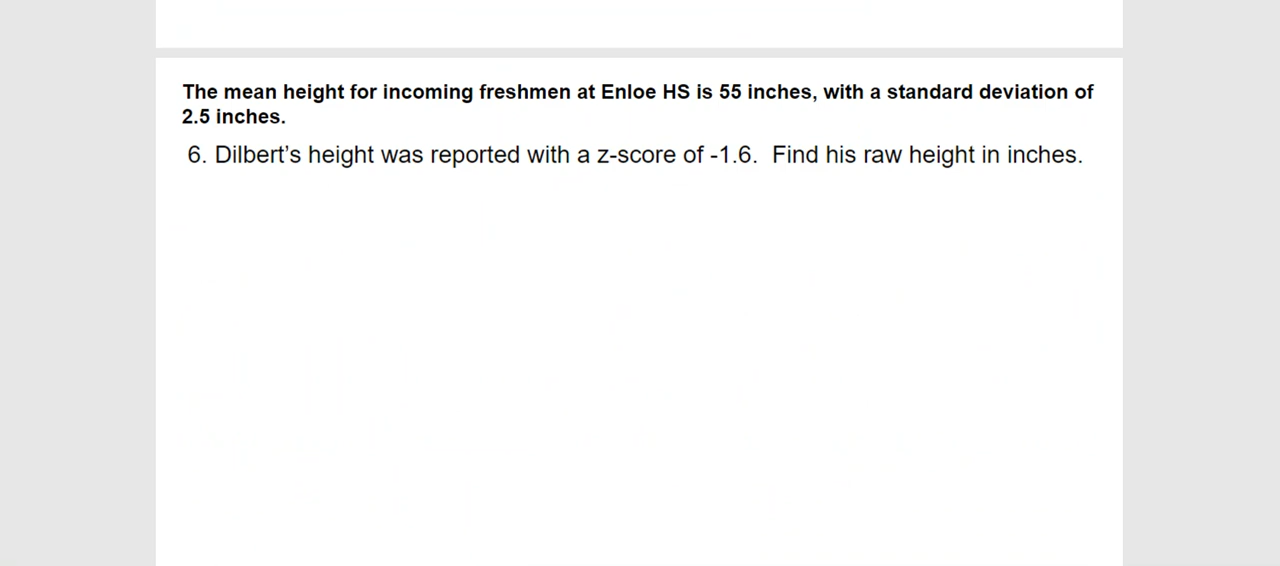 The mean height for incoming freshmen at Enloe HS is 55 inches, with a standard deviation of
2.5 inches.
6. Dilbert’s height was reported with a z-score of -1.6.  Find his raw height in inches.